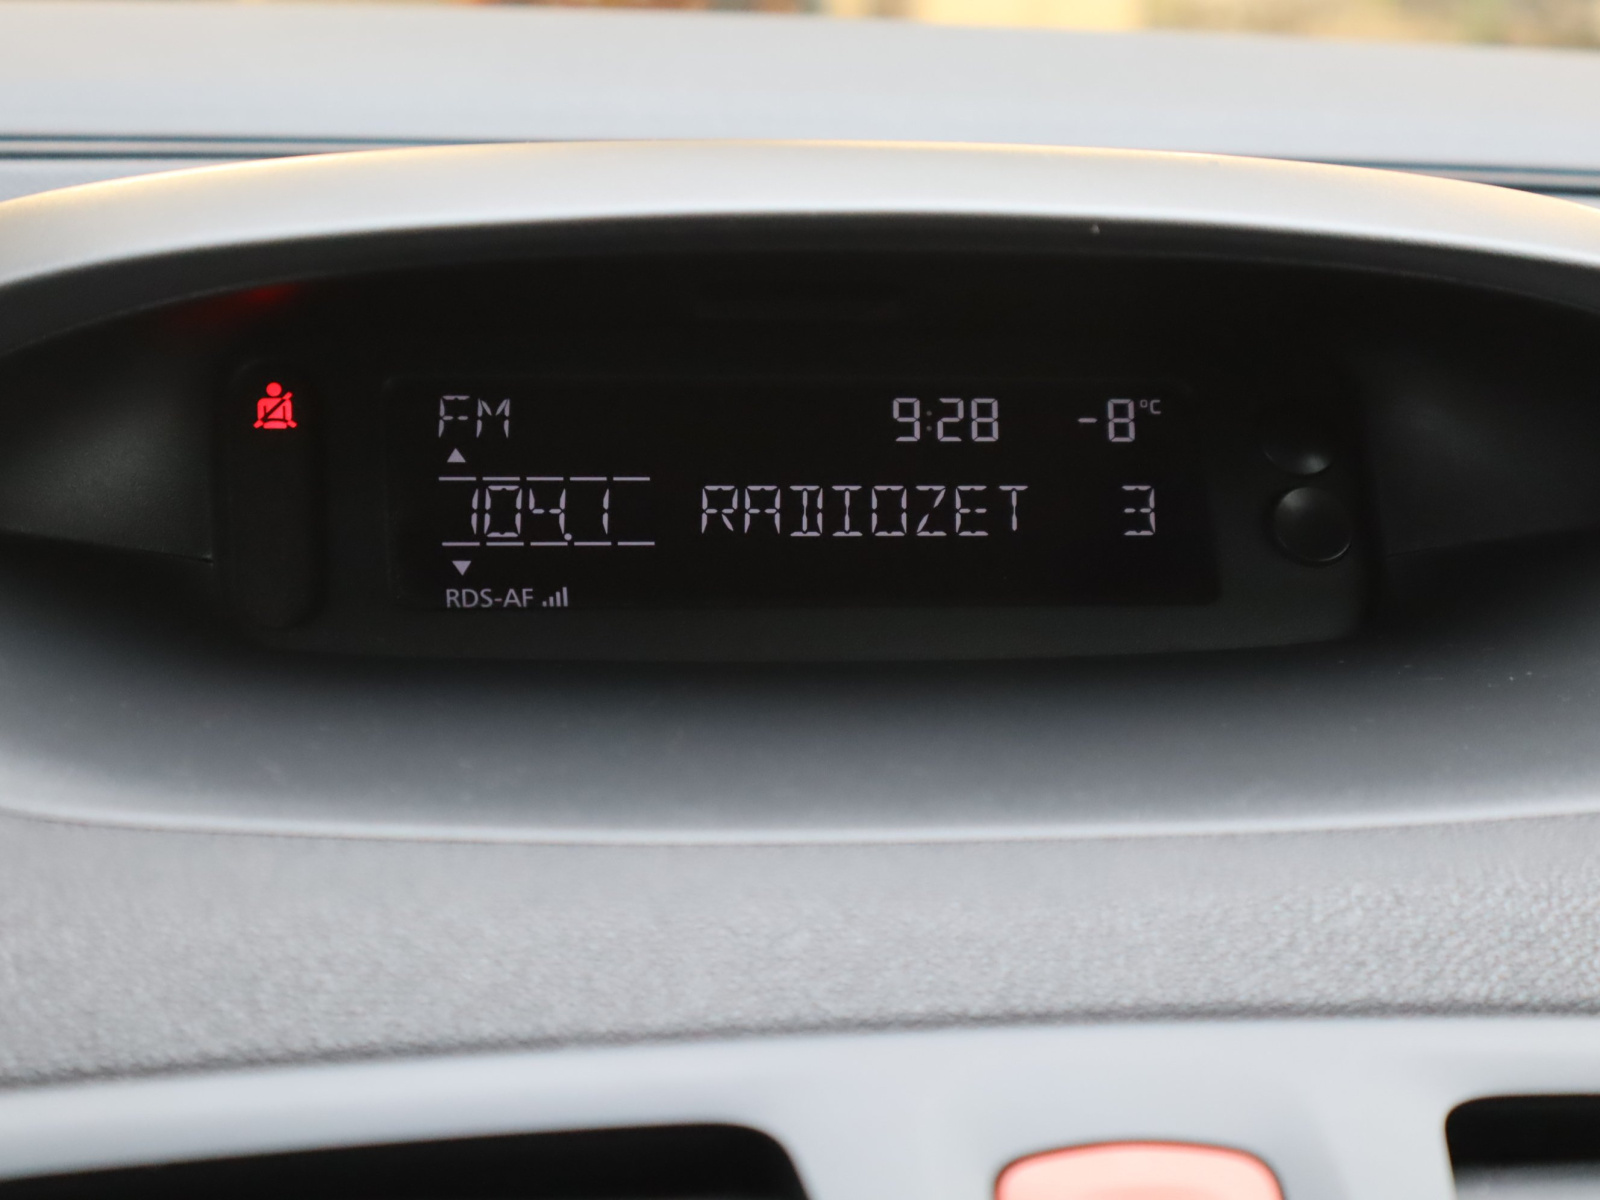 FM 9:28 -8°C
104.1 RADIOZET 3
RDS-AF